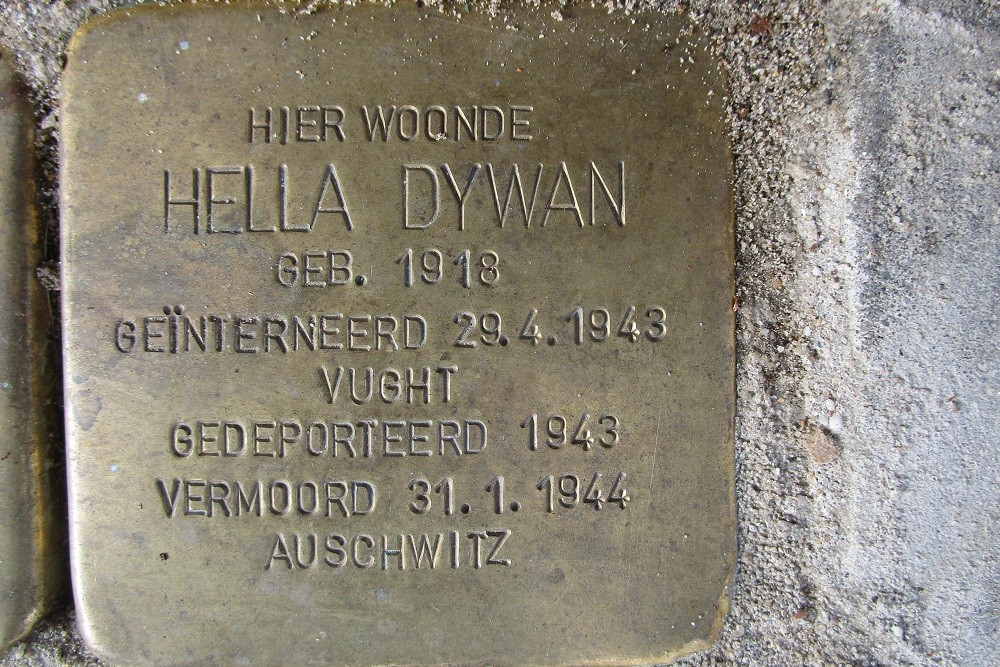 HIER WOONDE
HELLA DYWAN
GEB. 1918
GEÏNTERNEERD 29.4.1943
VUGHT
GEDEPORTEERD 1943
VERMOORD 31.1.1944
AUSCHWITZ